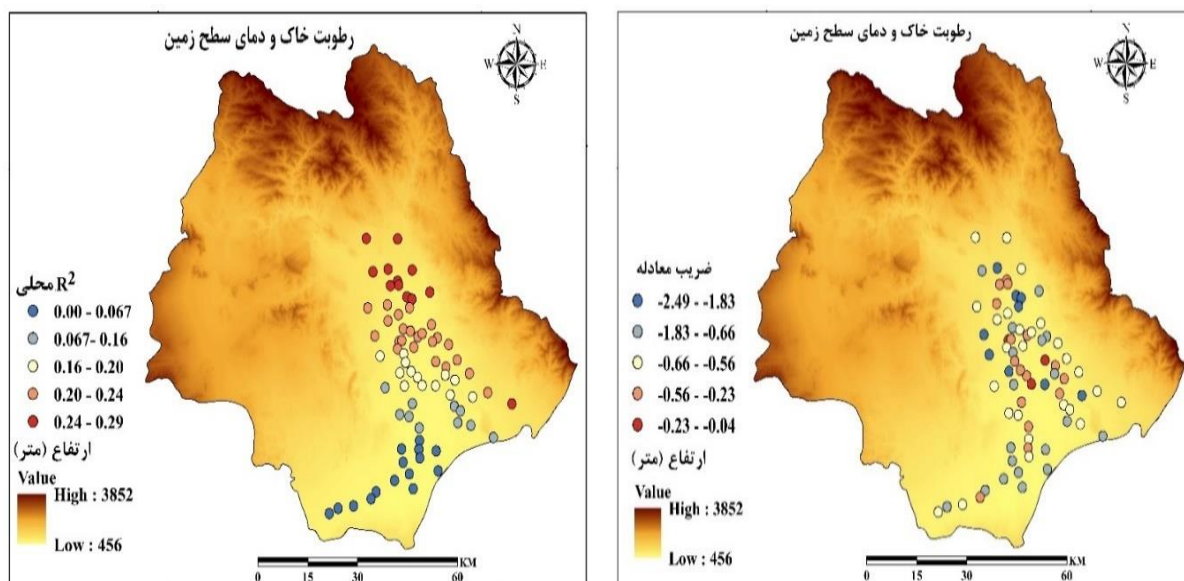 رطوبت خاک و دمای سطح زمین
N
W E
S
R² محلی
0.00 - 0.067
0.067- 0.16
0.16 - 0.20
0.20 - 0.24
0.24 - 0.29
ارتفاع (متر)
Value
High : 3852
Low : 456
KM
0 15 30 60
رطوبت خاک و دمای سطح زمین
N
W E
S
ضریب معادله
-2.49 - -1.83
-1.83 - -0.66
-0.66 - -0.56
-0.56 - -0.23
-0.23 - -0.04
ارتفاع (متر)
Value
High : 3852
Low : 456
KM
0 15 30 60